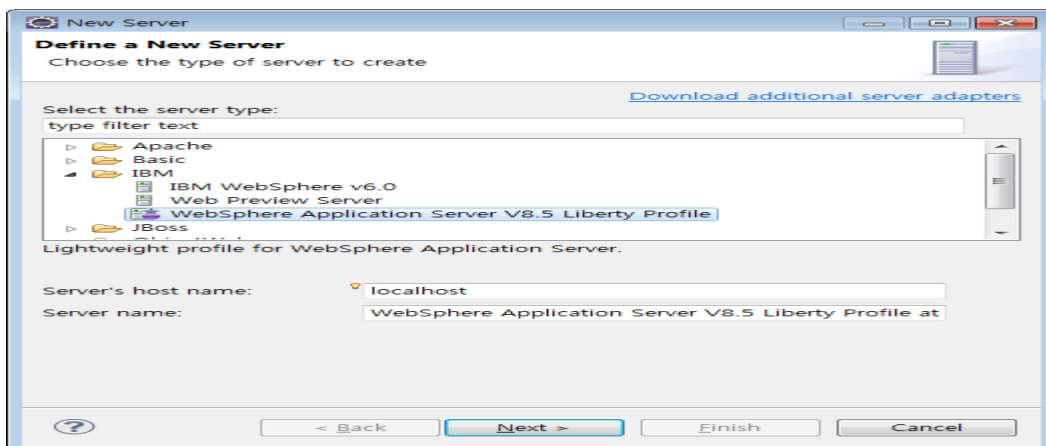 New Server
Define a New Server
Choose the type of server to create
Download additional server adapters
Select the server type:
type filter text
Apache
Basic
IBM
IBM WebSphere v6.0
Web Preview Server
WebSphere Application Server V8.5 Liberty Profile
JBoss
Lightweight profile for WebSphere Application Server.
Server's host name: localhost
Server name: WebSphere Application Server V8.5 Liberty Profile at
? < Back Next > Finish Cancel